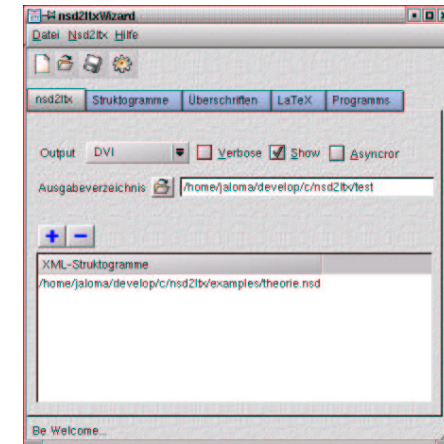 nsd2ltxWizard
Datei Nsd2ltx Hilfe
nsd2ltx Struktogramme Überschriften LaTeX Programms
Output DVI Verbose Show Asyncror
Ausgabeverzeichnis /home/jaloma/develop/c/nsd2ltx/test
XML-Struktogramme
/home/jaloma/develop/c/nsd2ltx/examples/theorie.nsd
Be Welcome...